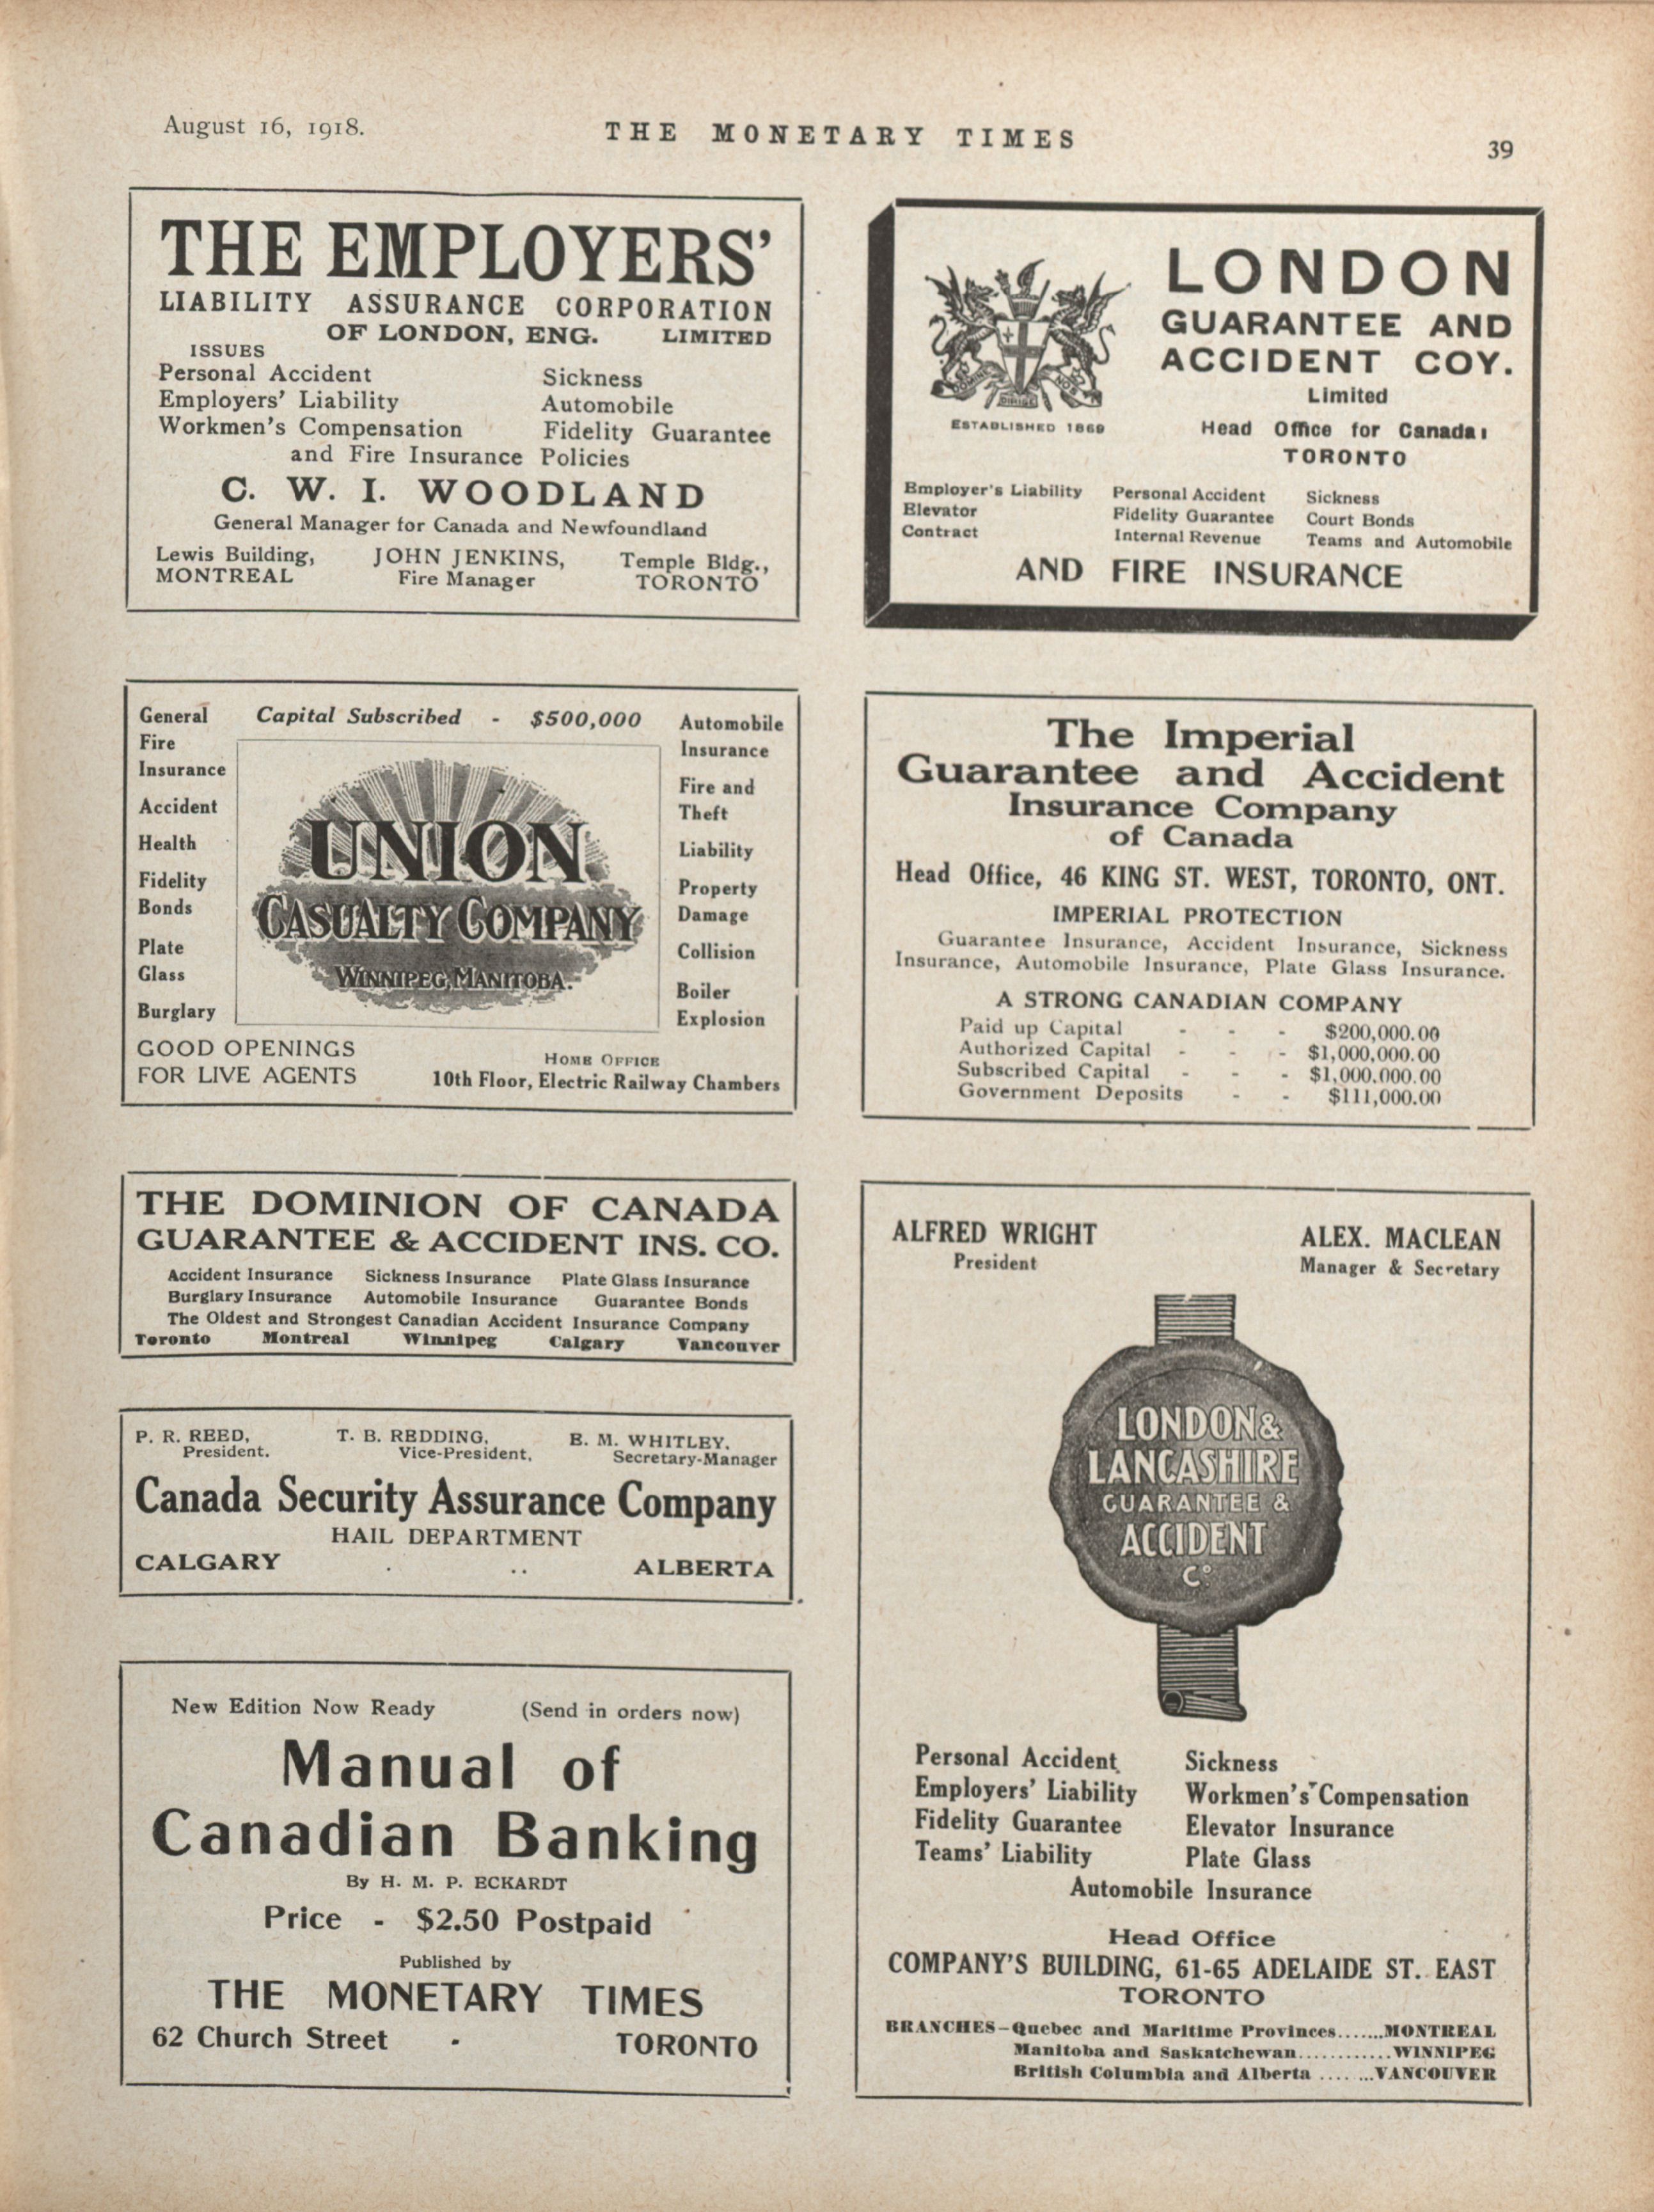 August 16, 1918.
THE MONETARY TIMES
39
THE EMPLOYERS'
LIABILITY ASSURANCE CORPORATION
OF LONDON, ENG. LIMITED
ISSUES
Personal Accident Sickness
Employers' Liability Automobile
Workmen's Compensation Fidelity Guarantee
and Fire Insurance Policies
C. W. I. WOODLAND
General Manager for Canada and Newfoundland
Lewis Building, JOHN JENKINS, Temple Bldg.,
MONTREAL Fire Manager TORONTO
General
Fire
Insurance
Accident
Health
Fidelity
Bonds
Plate
Glass
Burglary
Capital Subscribed - $500,000
UNION
CASUALTY COMPANY
WINNIPEG, MANITOBA.
Automobile
Insurance
Fire and
Theft
Liability
Property
Damage
Collision
Boiler
Explosion
GOOD OPENINGS
FOR LIVE AGENTS
HOME OFFICE
10th Floor, Electric Railway Chambers
THE DOMINION OF CANADA
GUARANTEE & ACCIDENT INS. CO.
Accident Insurance Sickness Insurance Plate Glass Insurance
Burglary Insurance Automobile Insurance Guarantee Bonds
The Oldest and Strongest Canadian Accident Insurance Company
Toronto Montreal Winnipeg Calgary Vancouver
P. R. REED, T. B. REDDING, E. M. WHITLEY,
President. Vice-President, Secretary-Manager
Canada Security Assurance Company
HAIL DEPARTMENT
CALGARY . .. ALBERTA
New Edition Now Ready (Send in orders now)
Manual of
Canadian Banking
By H. M. P. ECKARDT
Price - $2.50 Postpaid
Published by
THE MONETARY TIMES
62 Church Street - TORONTO
LONDON
GUARANTEE AND
ACCIDENT COY.
Limited
DOMINE DIRIGE NOS
ESTABLISHED 1869
Head Office for Canada:
TORONTO
Employer's Liability Personal Accident Sickness
Elevator Fidelity Guarantee Court Bonds
Contract Internal Revenue Teams and Automobile
AND FIRE INSURANCE
The Imperial
Guarantee and Accident
Insurance Company
of Canada
Head Office, 46 KING ST. WEST, TORONTO, ONT.
IMPERIAL PROTECTION
Guarantee Insurance, Accident Insurance, Sickness
Insurance, Automobile Insurance, Plate Glass Insurance.
A STRONG CANADIAN COMPANY
Paid up Capital - - - $200,000.00
Authorized Capital - - - $1,000,000.00
Subscribed Capital - - - $1,000,000.00
Government Deposits - - $111,000.00
ALFRED WRIGHT ALEX. MACLEAN
President Manager & Secretary
LONDON &
LANCASHIRE
GUARANTEE &
ACCIDENT
Co
Personal Accident Sickness
Employers' Liability Workmen's Compensation
Fidelity Guarantee Elevator Insurance
Teams' Liability Plate Glass
Automobile Insurance
Head Office
COMPANY'S BUILDING, 61-65 ADELAIDE ST. EAST
TORONTO
BRANCHES—Quebec and Maritime Provinces.......MONTREAL
Manitoba and Saskatchewan............WINNIPEG
British Columbia and Alberta .... ...VANCOUVER